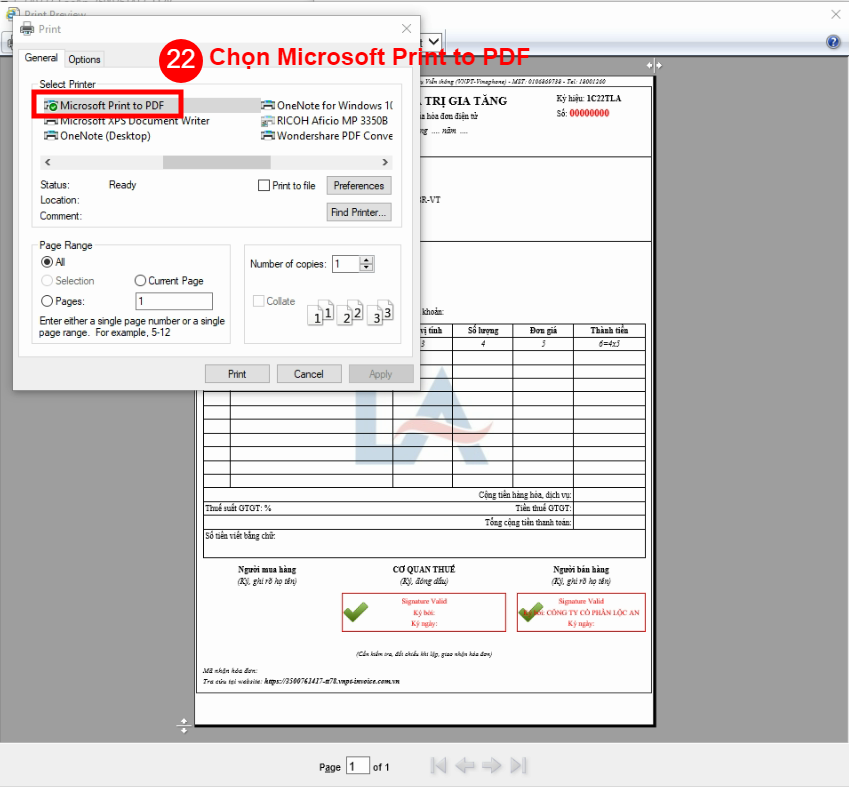 Print Preview
Print
General
Options
22
Chọn Microsoft Print to PDF
Select Printer
Microsoft Print to PDF
OneNote for Windows 10
Microsoft XPS Document Writer
RICOH Aficio MP 3350B
OneNote (Desktop)
Wondershare PDF Conve
Status: Ready
Location:
Comment:
Print to file
Preferences
Find Printer...
Page Range
All
Selection
Current Page
Pages: 1
Enter either a single page number or a single
page range. For example, 5-12
Number of copies: 1
Collate
1 1 2 2 3 3
Print
Cancel
Apply
Viễn thông (VNPT-Vinaphone) - MST: 0106869738 - Tel: 18001260
TRỊ GIA TĂNG
Ký hiệu: 1C22TLA
hóa đơn điện tử
Số: 00000000
.... năm ....
BR-VT
khoản:
vị tính
Số lượng
Đơn giá
Thành tiền
3
4
5
6=4x5
LA
Cộng tiền hàng hóa, dịch vụ:
Thuế suất GTGT: %
Tiền thuế GTGT:
Tổng cộng tiền thanh toán:
Số tiền viết bằng chữ:
Người mua hàng
CƠ QUAN THUẾ
Người bán hàng
(Ký, ghi rõ họ tên)
(Ký, đóng dấu)
(Ký, ghi rõ họ tên)
Signature Valid
Ký bởi:
Ký ngày:
Signature Valid
Ký bởi: CÔNG TY CỔ PHẦN LỘC AN
Ký ngày:
(Cần kiểm tra, đối chiếu khi lập, giao nhận hóa đơn)
Mã nhận hóa đơn:
Tra cứu tại website: https://3500761417-tt78.vnpt-invoice.com.vn
Page 1 of 1